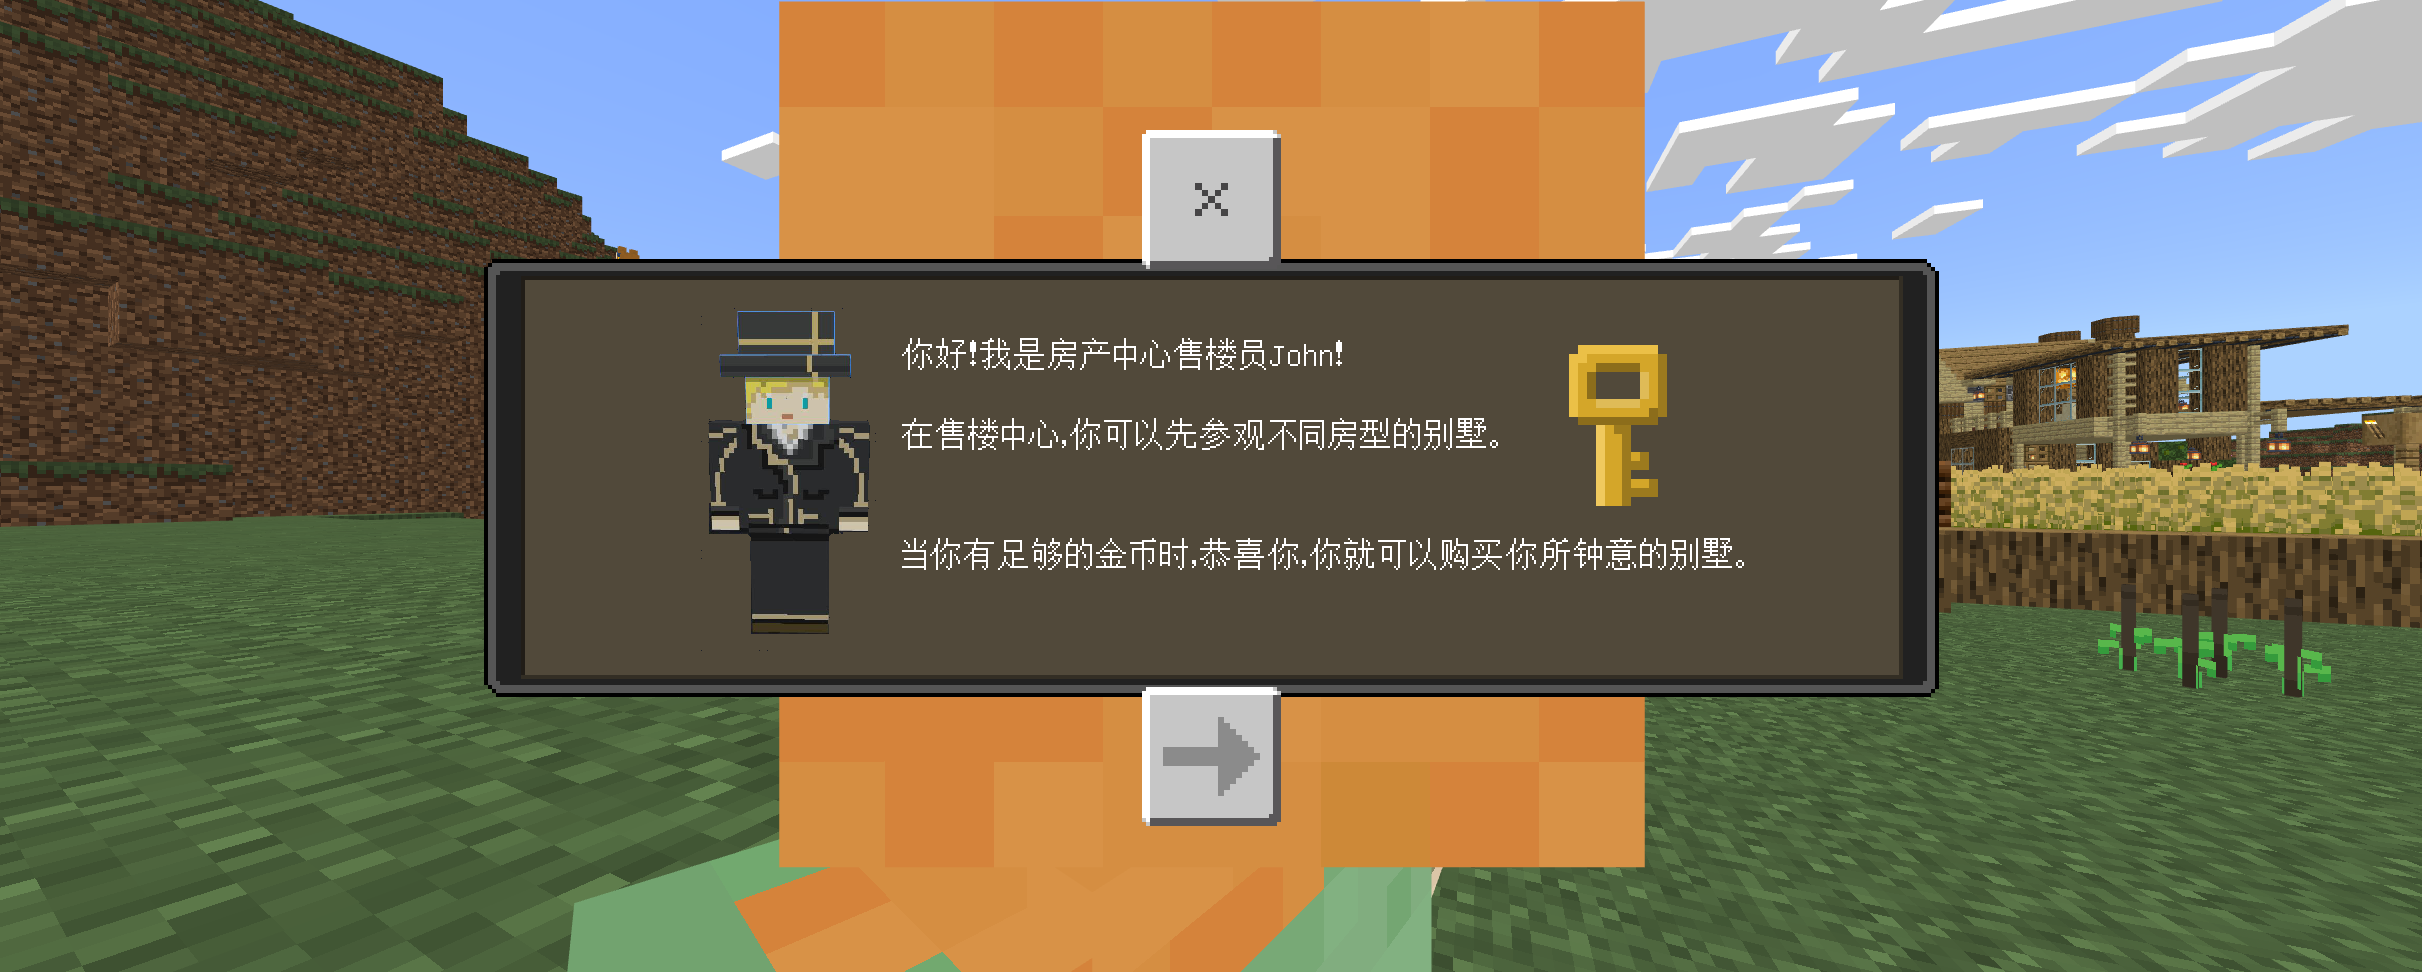 你好!我是房产中心售楼员John!
在售楼中心,你可以先参观不同房型的别墅。
当你有足够的金币时,恭喜你,你就可以购买你所钟意的别墅。